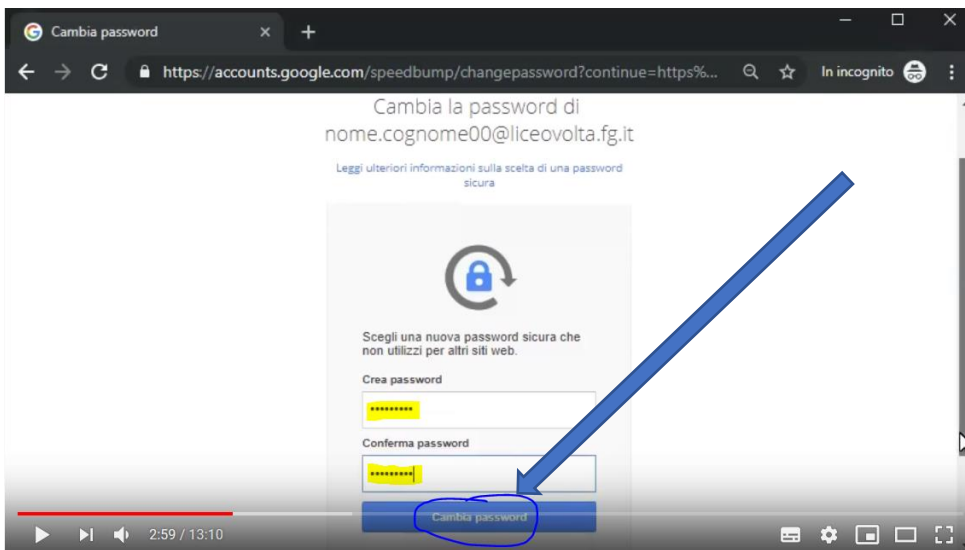 Cambia password
https://accounts.google.com/speedbump/changepassword?continue=https%...
In incognito
Cambia la password di
nome.cognome00@liceovolta.fg.it
Leggi ulteriori informazioni sulla scelta di una password
sicura
Scegli una nuova password sicura che
non utilizzi per altri siti web.
Crea password
•••••••••
Conferma password
•••••••••
Cambia password
2:59 / 13:10